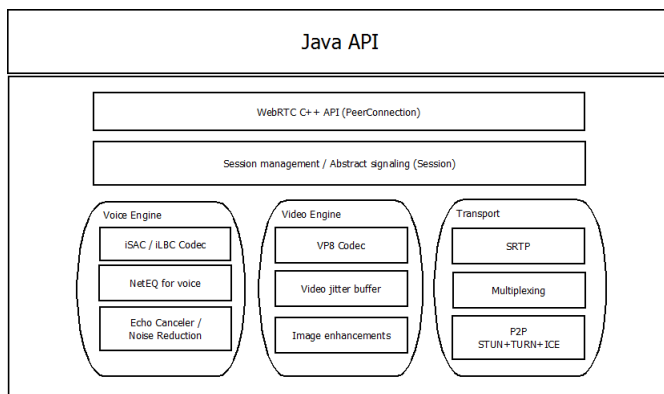 Java API
WebRTC C++ API (PeerConnection)
Session management / Abstract signaling (Session)
Voice Engine
iSAC / iLBC Codec
NetEQ for voice
Echo Canceler /
Noise Reduction
Video Engine
VP8 Codec
Video jitter buffer
Image enhancements
Transport
SRTP
Multiplexing
P2P
STUN+TURN+ICE